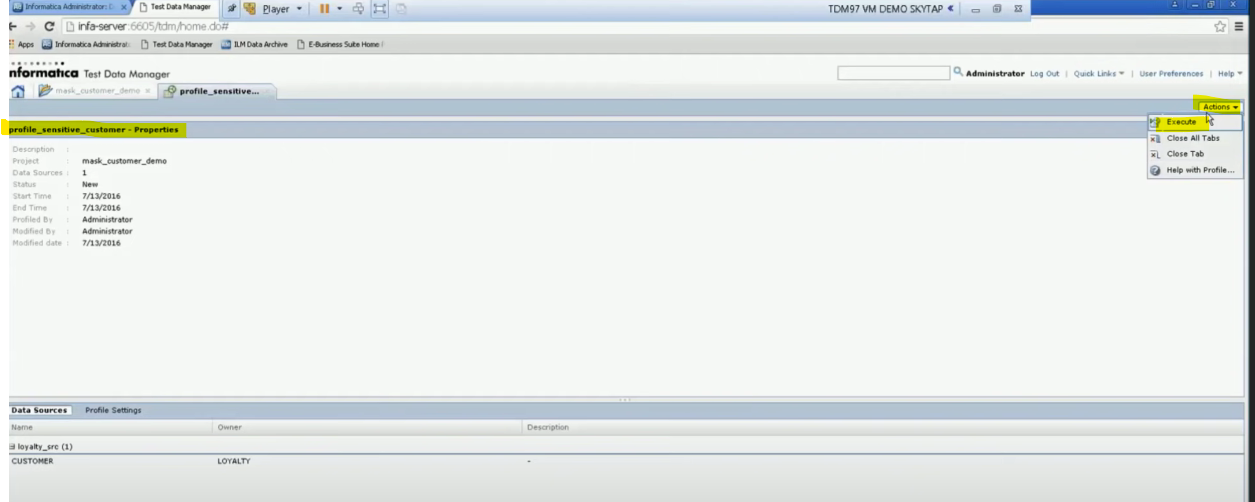 Informatica Administrator: D × Test Data Manager Player TDM97 VM DEMO SKYTAP
infa-server:6605/tdm/home.do#
Apps Informatica Administrat Test Data Manager ILM Data Archive E-Business Suite Home
nformatica Test Data Manager Administrator Log Out | Quick Links | User Preferences | Help
mask_customer_demo × profile_sensitive...
Actions
profile_sensitive_customer - Properties
Execute
Close All Tabs
Close Tab
Help with Profile...
Description :
Project : mask_customer_demo
Data Sources : 1
Status : New
Start Time : 7/13/2016
End Time : 7/13/2016
Profiled By : Administrator
Modified By : Administrator
Modified date : 7/13/2016
Data Sources Profile Settings
Name Owner Description
loyalty_src (1)
CUSTOMER LOYALTY -